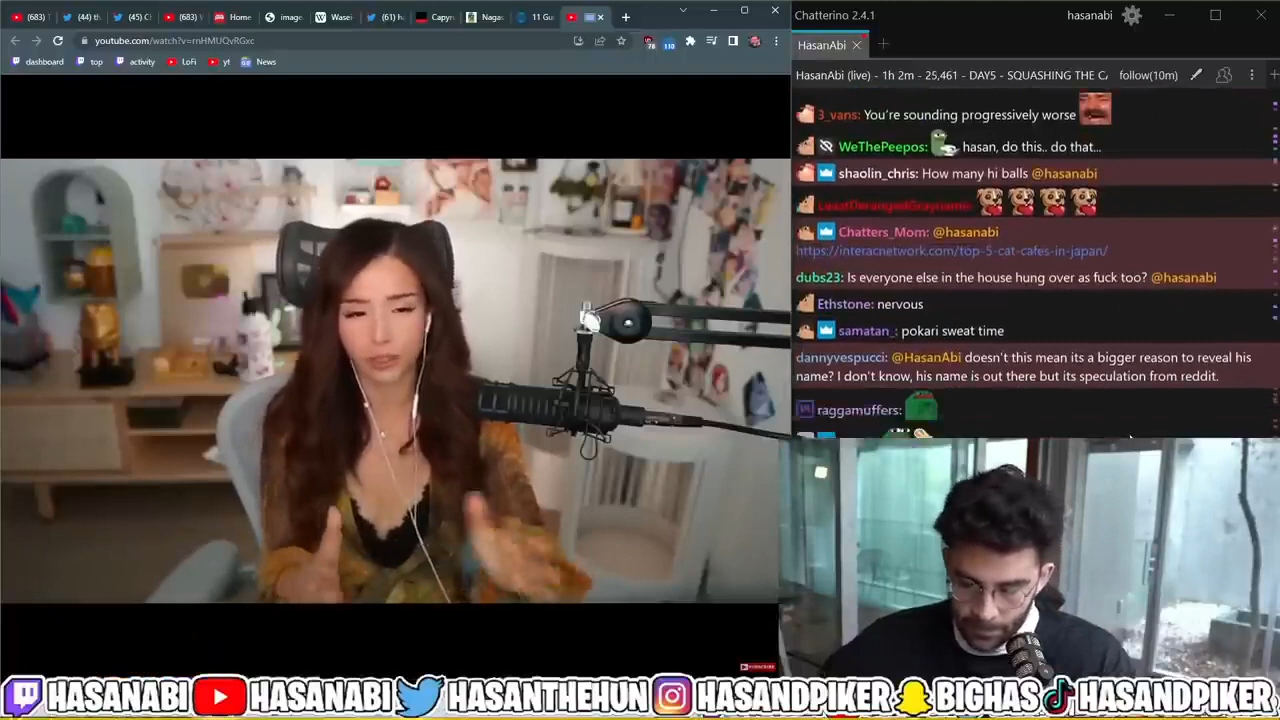 (683)
(44) th
(45) C
(683) V
Home
image
Wasei
(61) h
Capyr
Nagas
11 Gu
youtube.com/watch?v=rnHMUQvRGxc
78
110
dashboard
top
activity
LoFi
yt
News
SUBSCRIBE
Chatterino 2.4.1
hasanabi
HasanAbi
HasanAbi (live) - 1h 2m - 25,461 - DAY5 - SQUASHING THE CA
follow(10m)
3_vans: You're sounding progressively worse
WeThePeepos: hasan, do this.. do that...
shaolin_chris: How many hi balls @hasanabi
Chatters_Mom: @hasanabi
https://interacnetwork.com/top-5-cat-cafes-in-japan/
dubs23: Is everyone else in the house hung over as fuck too? @hasanabi
Ethstone: nervous
samatan_: pokari sweat time
dannyvespucci: @HasanAbi doesn't this mean its a bigger reason to reveal his
name? I don't know, his name is out there but its speculation from reddit.
raggamuffers:
HASANABI HASANABI HASANTHEHUN HASANDPIKER BIGHAS HASANDPIKER